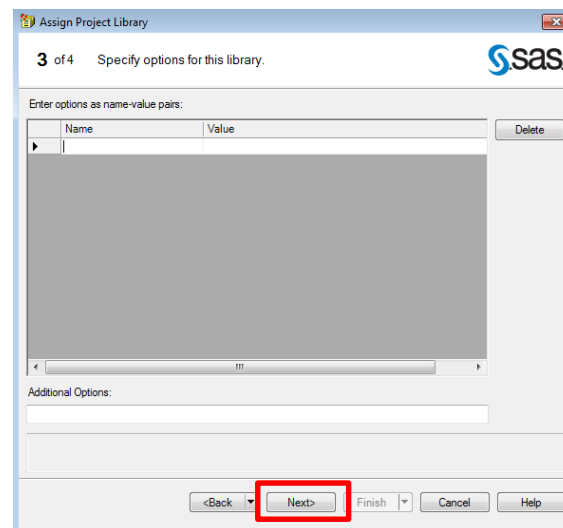 Assign Project Library
3 of 4 Specify options for this library.
sas
Enter options as name-value pairs:
Name Value
Delete
Additional Options:
<Back Next> Finish Cancel Help